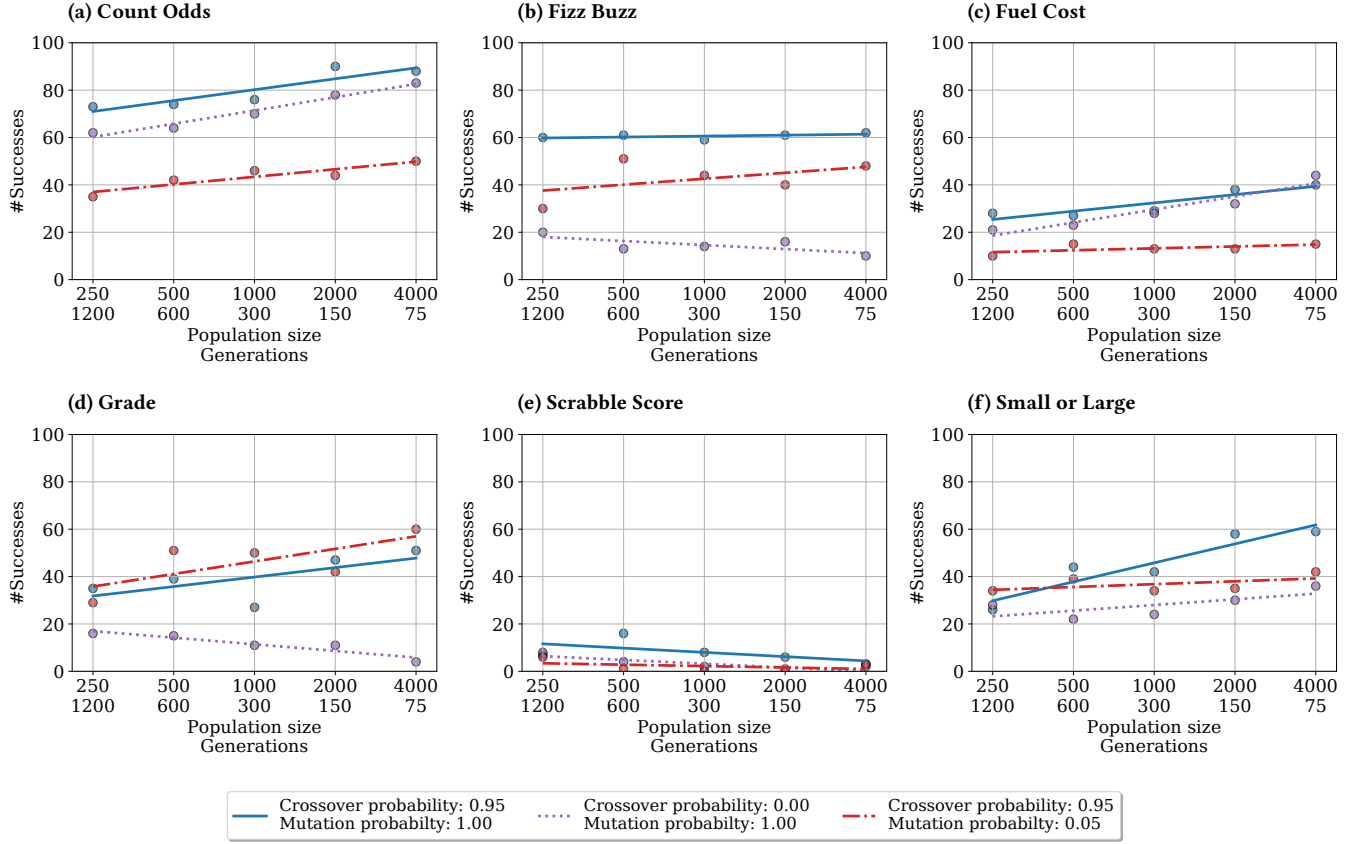 (a) Count Odds
100
80
60
40
20
0
#Successes
250 500 1000 2000 4000
1200 600 300 150 75
Population size
Generations
(b) Fizz Buzz
100
80
60
40
20
0
#Successes
250 500 1000 2000 4000
1200 600 300 150 75
Population size
Generations
(c) Fuel Cost
100
80
60
40
20
0
#Successes
250 500 1000 2000 4000
1200 600 300 150 75
Population size
Generations
(d) Grade
100
80
60
40
20
0
#Successes
250 500 1000 2000 4000
1200 600 300 150 75
Population size
Generations
(e) Scrabble Score
100
80
60
40
20
0
#Successes
250 500 1000 2000 4000
1200 600 300 150 75
Population size
Generations
(f) Small or Large
100
80
60
40
20
0
#Successes
250 500 1000 2000 4000
1200 600 300 150 75
Population size
Generations
Crossover probability: 0.95
Mutation probabilty: 1.00
Crossover probability: 0.00
Mutation probabilty: 1.00
Crossover probability: 0.95
Mutation probabilty: 0.05